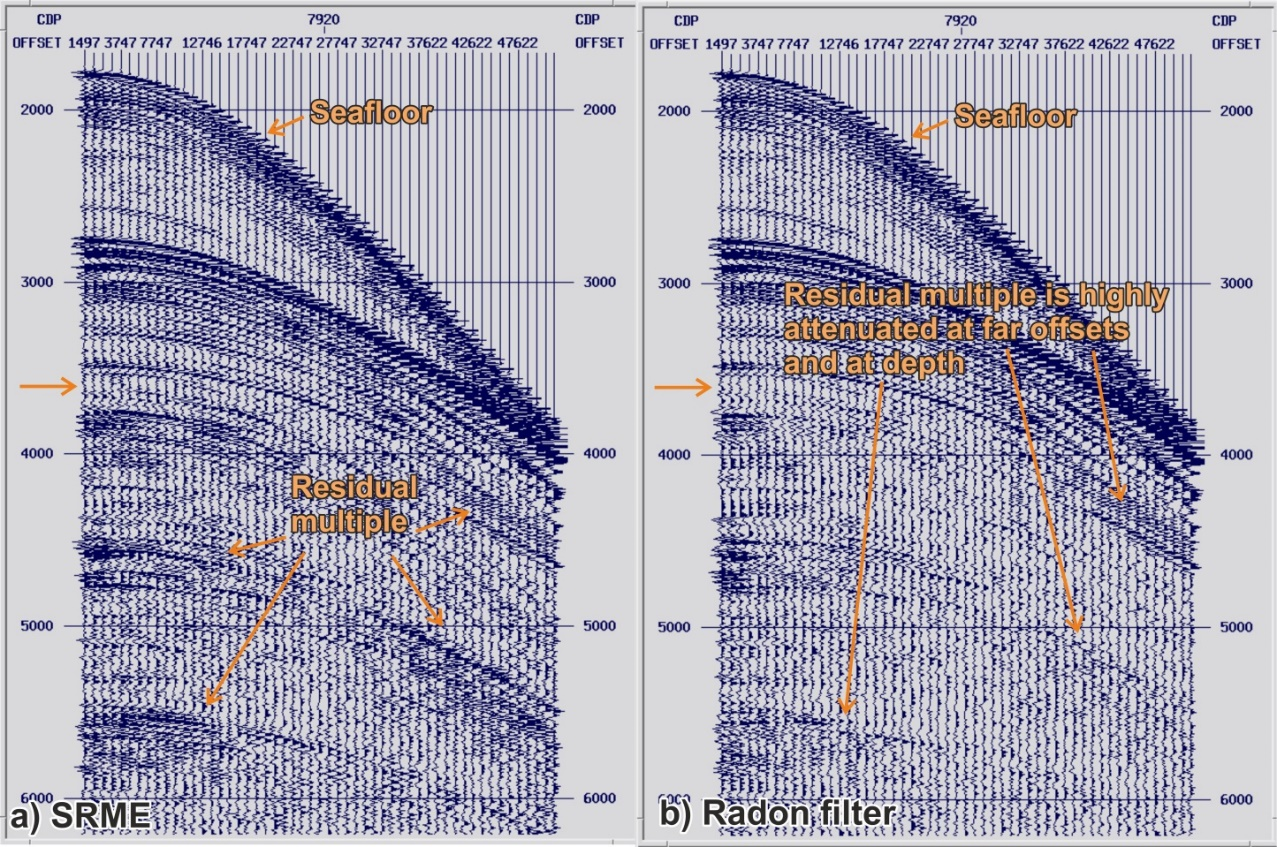 CDP 7920 CDP
OFFSET 1497 3747 7747 12746 17747 22747 27747 32747 37622 42622 47622 OFFSET
Seafloor
2000 2000
3000 3000
4000 4000
Residual
multiple
5000 5000
6000 6000
a) SRME
CDP 7920 CDP
OFFSET 1497 3747 7747 12746 17747 22747 27747 32747 37622 42622 47622 OFFSET
Seafloor
2000 2000
3000 3000
Residual multiple is highly
attenuated at far offsets
and at depth
4000 4000
5000 5000
6000 6000
b) Radon filter